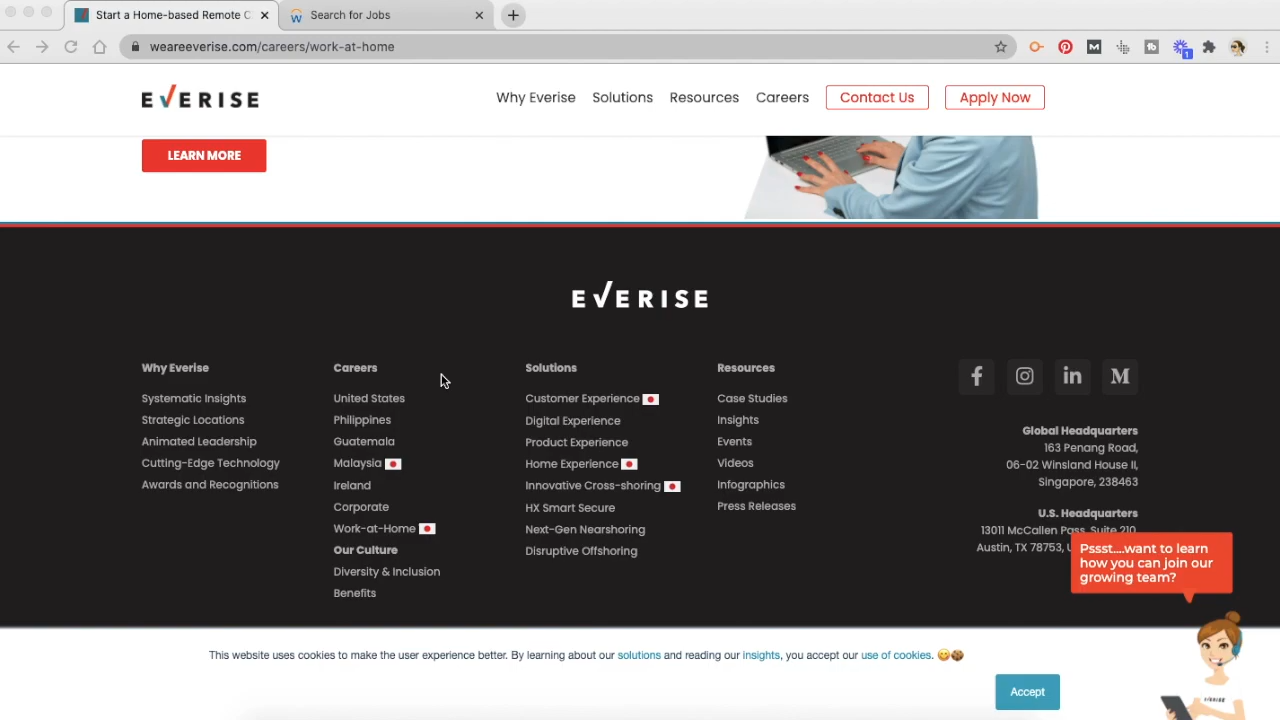 Start a Home-based Remote C
Search for Jobs
weareeverise.com/careers/work-at-home
1
EVERISE
Why Everise
Solutions
Resources
Careers
Contact Us
Apply Now
LEARN MORE
EVERISE
Why Everise
Systematic Insights
Strategic Locations
Animated Leadership
Cutting-Edge Technology
Awards and Recognitions
Careers
United States
Philippines
Guatemala
Malaysia
Ireland
Corporate
Work-at-Home
Our Culture
Diversity & Inclusion
Benefits
Solutions
Customer Experience
Digital Experience
Product Experience
Home Experience
Innovative Cross-shoring
HX Smart Secure
Next-Gen Nearshoring
Disruptive Offshoring
Resources
Case Studies
Insights
Events
Videos
Infographics
Press Releases
Global Headquarters
163 Penang Road,
06-02 Winsland House II,
Singapore, 238463
U.S. Headquarters
13011 McCallen Pass, Suite 210,
Austin, TX 78753, U
Pssst....want to learn
how you can join our
growing team?
This website uses cookies to make the user experience better. By learning about our solutions and reading our insights, you accept our use of cookies. 😋🍪
Accept
EVERISE